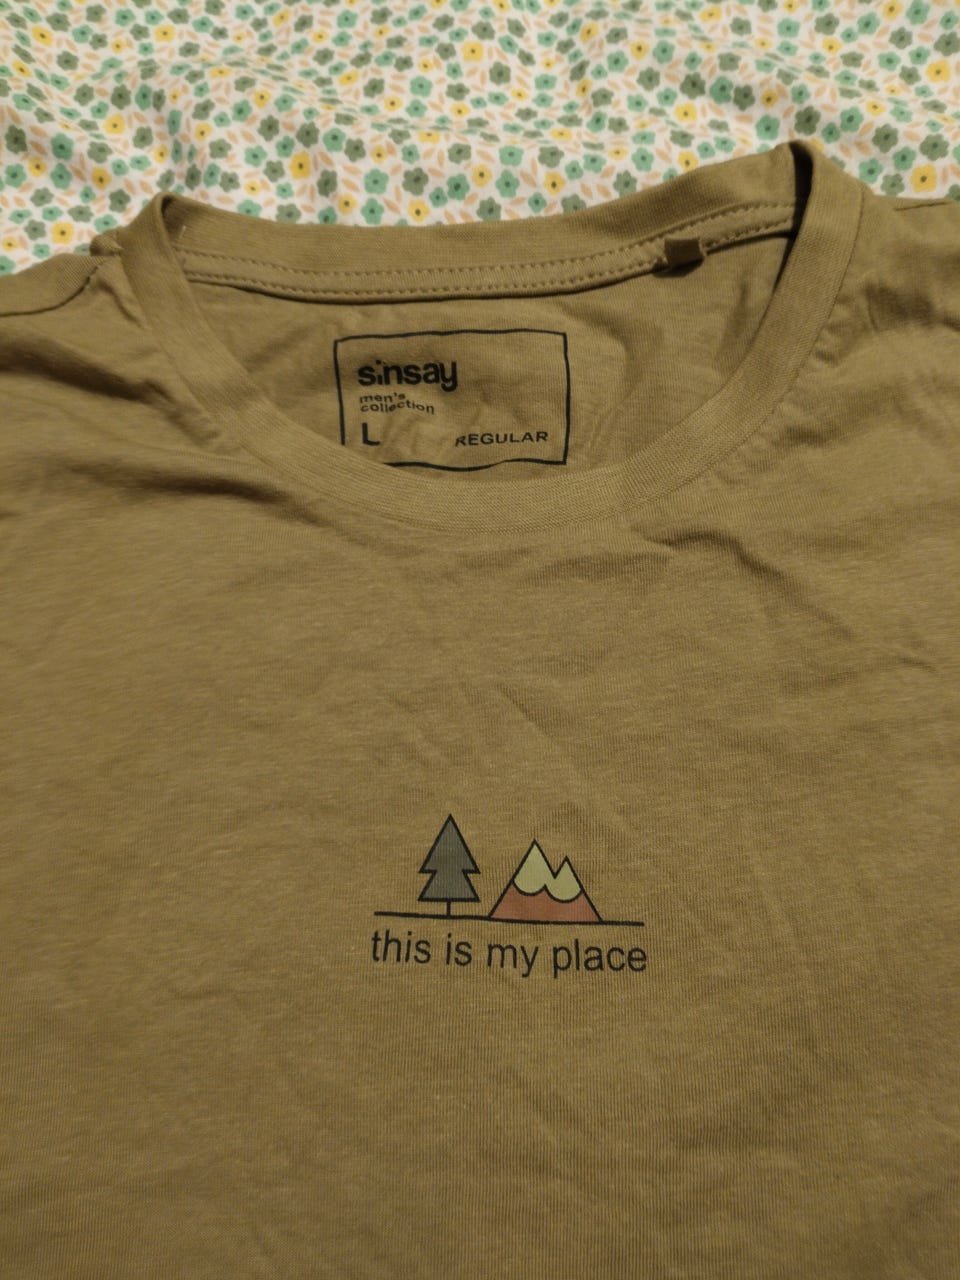 sinsay
men's
collection
L REGULAR
this is my place